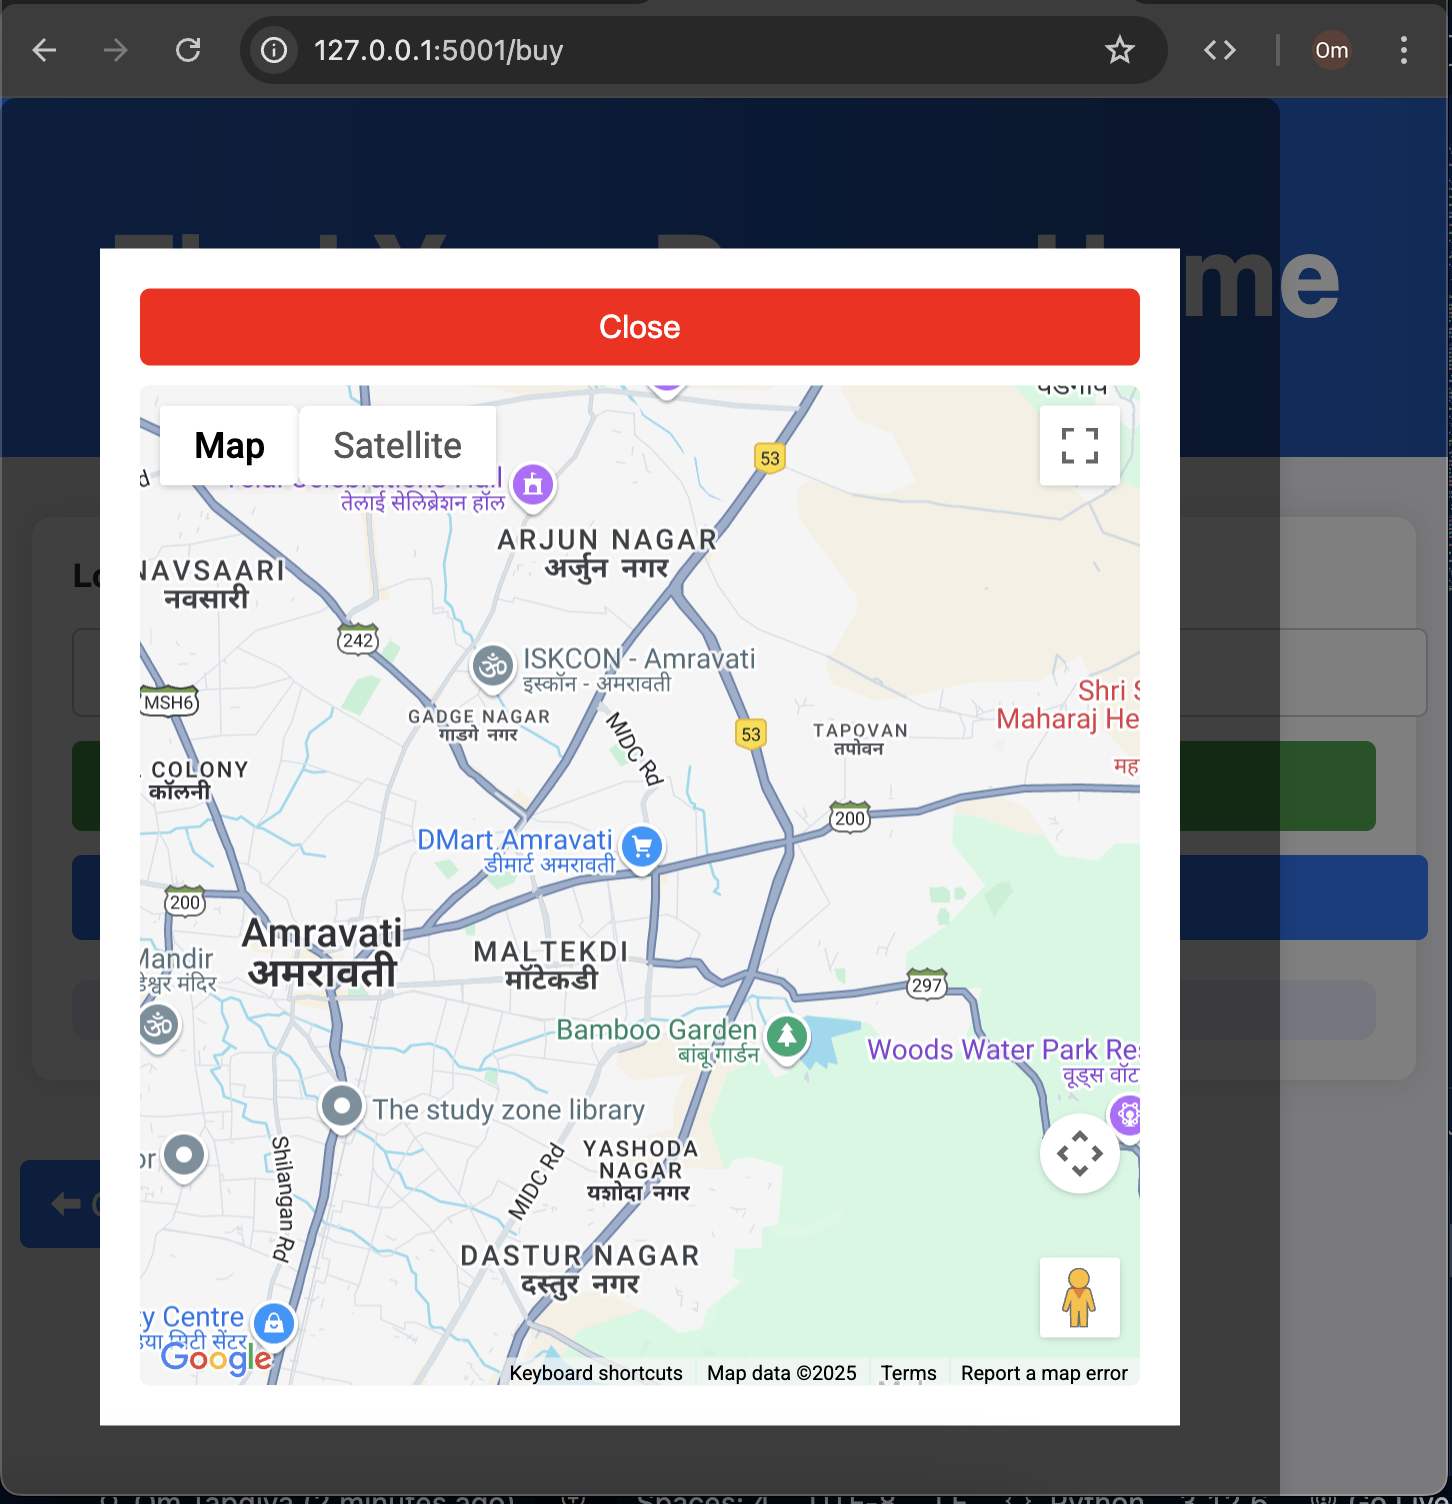 127.0.0.1:5001/buy
Om
me
Close
Map
Satellite
53
तेलाई सेलिब्रेशन हॉल
ARJUN NAGAR
अर्जुन नगर
NAVSAARI
नवसारी
242
ISKCON - Amravati
इस्कॉन - अमरावती
MSH6
GADGE NAGAR
गाडगे नगर
MIDC Rd
53
TAPOVAN
तपोवन
Shri
Maharaj He
मह
COLONY
कॉलनी
200
DMart Amravati
डीमार्ट अमरावती
200
Amravati
अमरावती
MALTEKDI
मॉटेकडी
Mandir
मंदिर
297
Bamboo Garden
बांबू गार्डन
Woods Water Park Res
वूड्स वॉट
The study zone library
or
Shilangan Rd
MIDC Rd
YASHODA
NAGAR
यशोदा नगर
DASTUR NAGAR
दस्तुर नगर
ty Centre
सिटी सेंटर
Google
Keyboard shortcuts
Map data ©2025
Terms
Report a map error